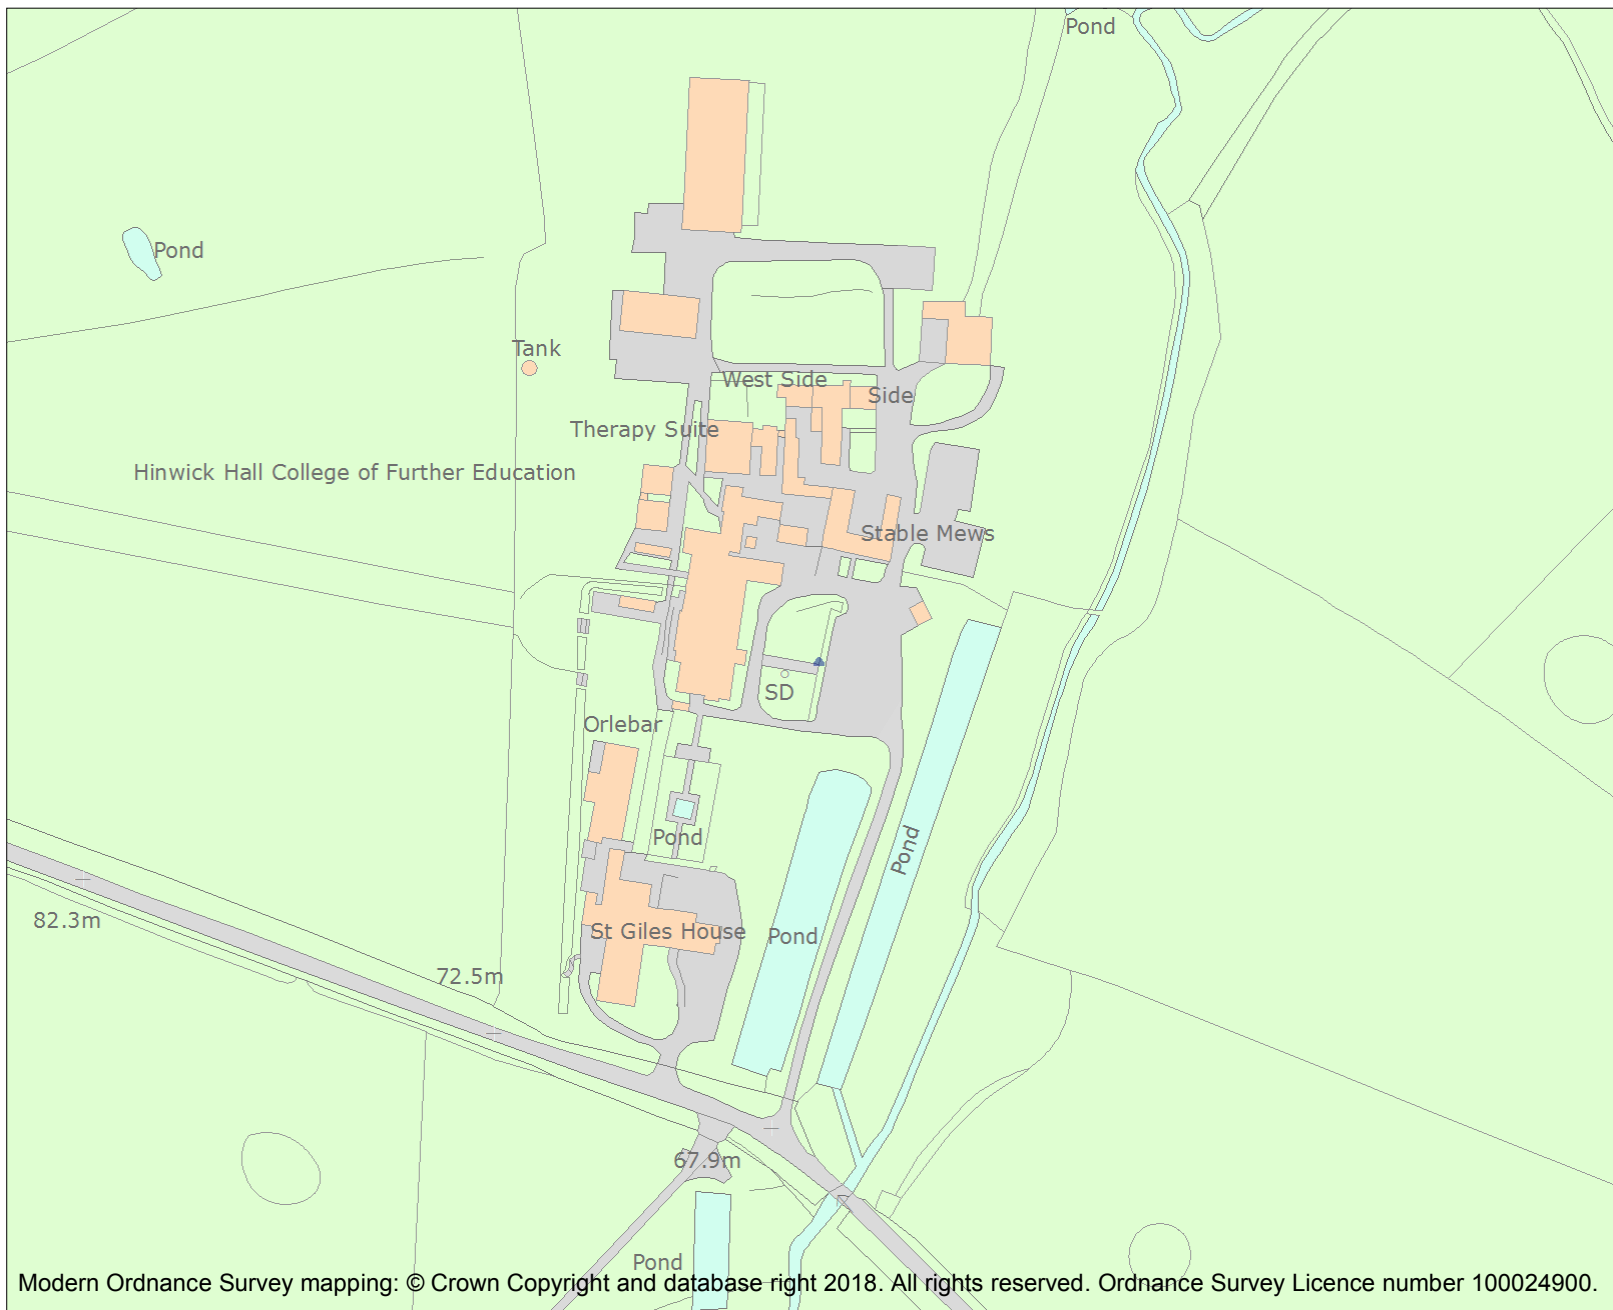 Pond
Pond
Tank
West Side
Side
Therapy Suite
Hinwick Hall College of Further Education
Stable Mews
SD
Orlebar
Pond
Pond
St Giles House
Pond
82.3m
72.5m
67.9m
Pond
Modern Ordnance Survey mapping: © Crown Copyright and database right 2018. All rights reserved. Ordnance Survey Licence number 100024900.